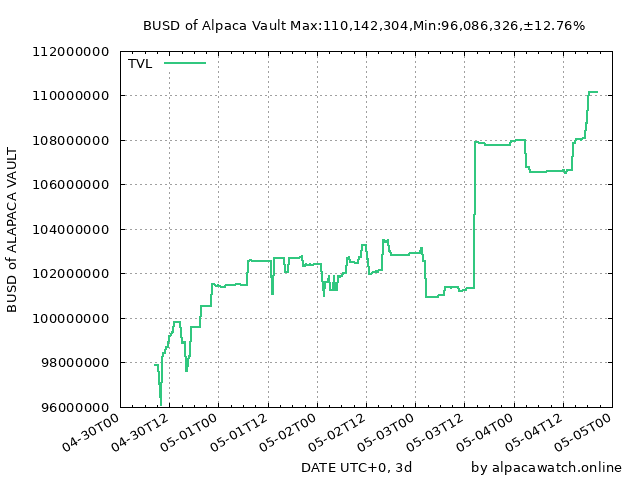 BUSD of Alpaca Vault Max:110,142,304,Min:96,086,326,±12.76%
TVL
112000000
110000000
108000000
106000000
104000000
102000000
100000000
98000000
96000000
BUSD of ALAPACA VAULT
04-30T00
04-30T12
05-01T00
05-01T12
05-02T00
05-02T12
05-03T00
05-03T12
05-04T00
05-04T12
05-05T00
DATE UTC+0, 3d
by alpacawatch.online